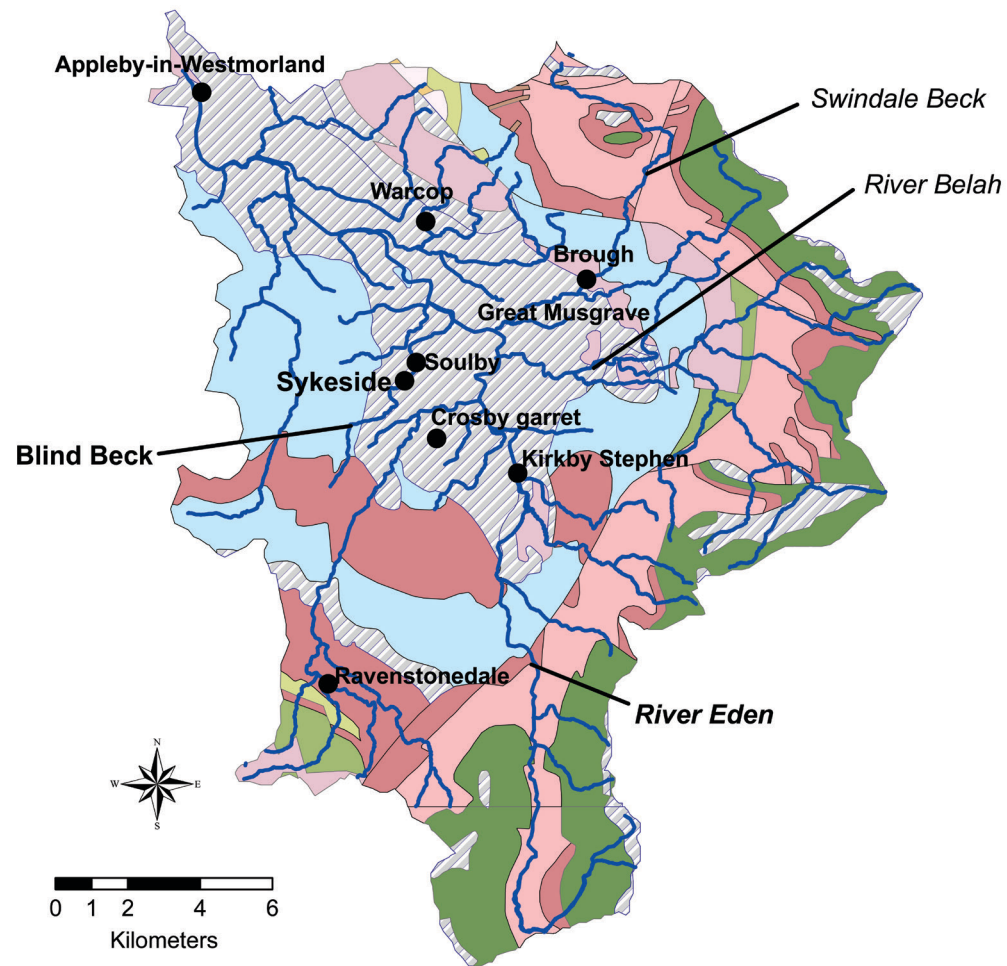 Appleby-in-Westmorland
Swindale Beck
River Belah
Warcop
Brough
Great Musgrave
Soulby
Sykeside
Crosby garret
Blind Beck
Kirkby Stephen
Ravenstonedale
River Eden
N
W E
S
0 1 2 4 6
Kilometers